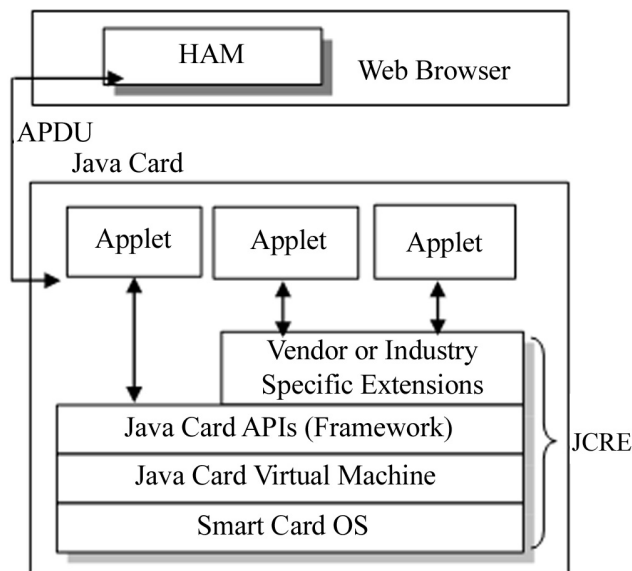 HAM
Web Browser
APDU
Java Card
Applet
Applet
Applet
Vendor or Industry
Specific Extensions
Java Card APIs (Framework)
JCRE
Java Card Virtual Machine
Smart Card OS